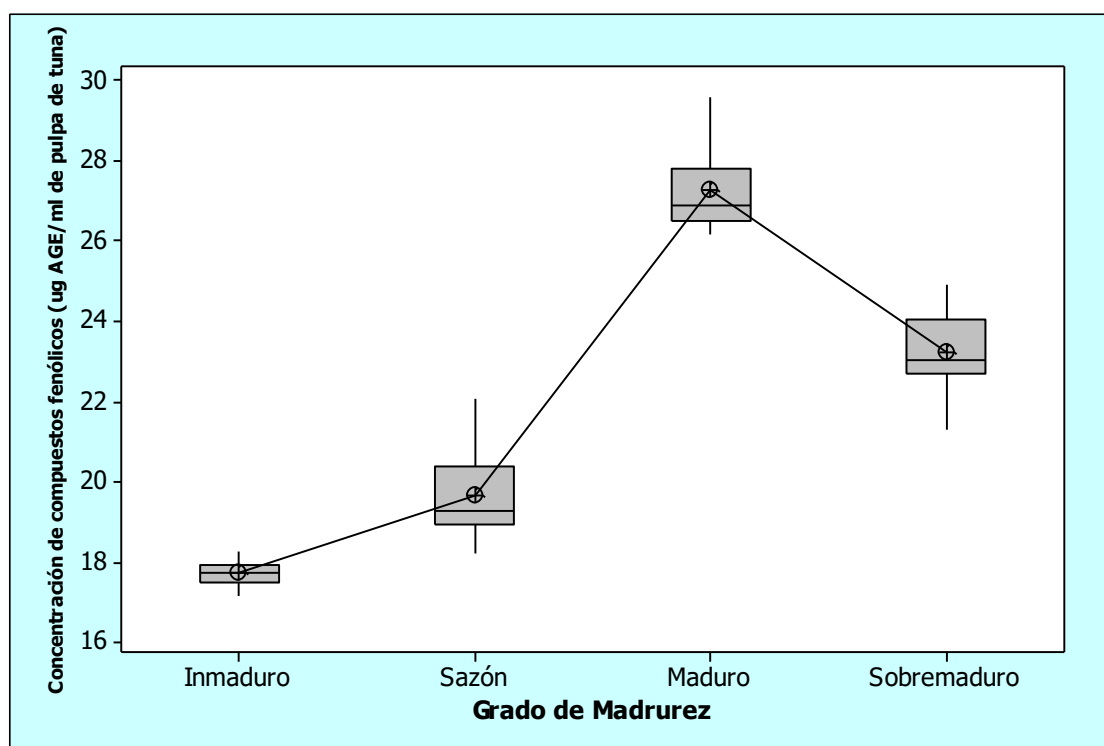 Concentración de compuestos fenólicos (ug AGE/ml de pulpa de tuna)
30
28
26
24
22
20
18
16
Inmaduro Sazón Maduro Sobremaduro
Grado de Madrurez